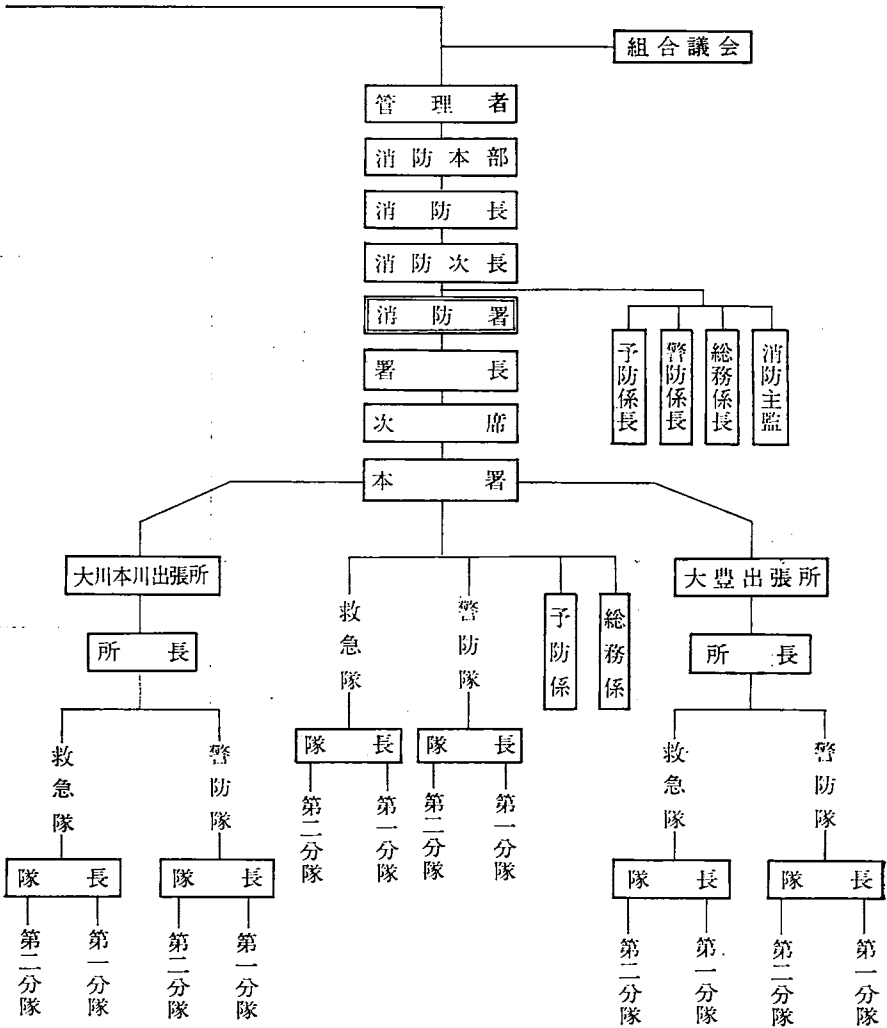 組合議会
管理者
消防本部
消防長
消防次長
消防署
消防主監
総務係長
警防係長
予防係長
署長
次席
本署
大豊出張所
所長
警防隊
隊長
第一分隊
第二分隊
救急隊
隊長
第一分隊
第二分隊
総務係
予防係
警防隊
隊長
第一分隊
第二分隊
救急隊
隊長
第一分隊
第二分隊
大川本川出張所
所長
警防隊
隊長
第一分隊
第二分隊
救急隊
隊長
第一分隊
第二分隊